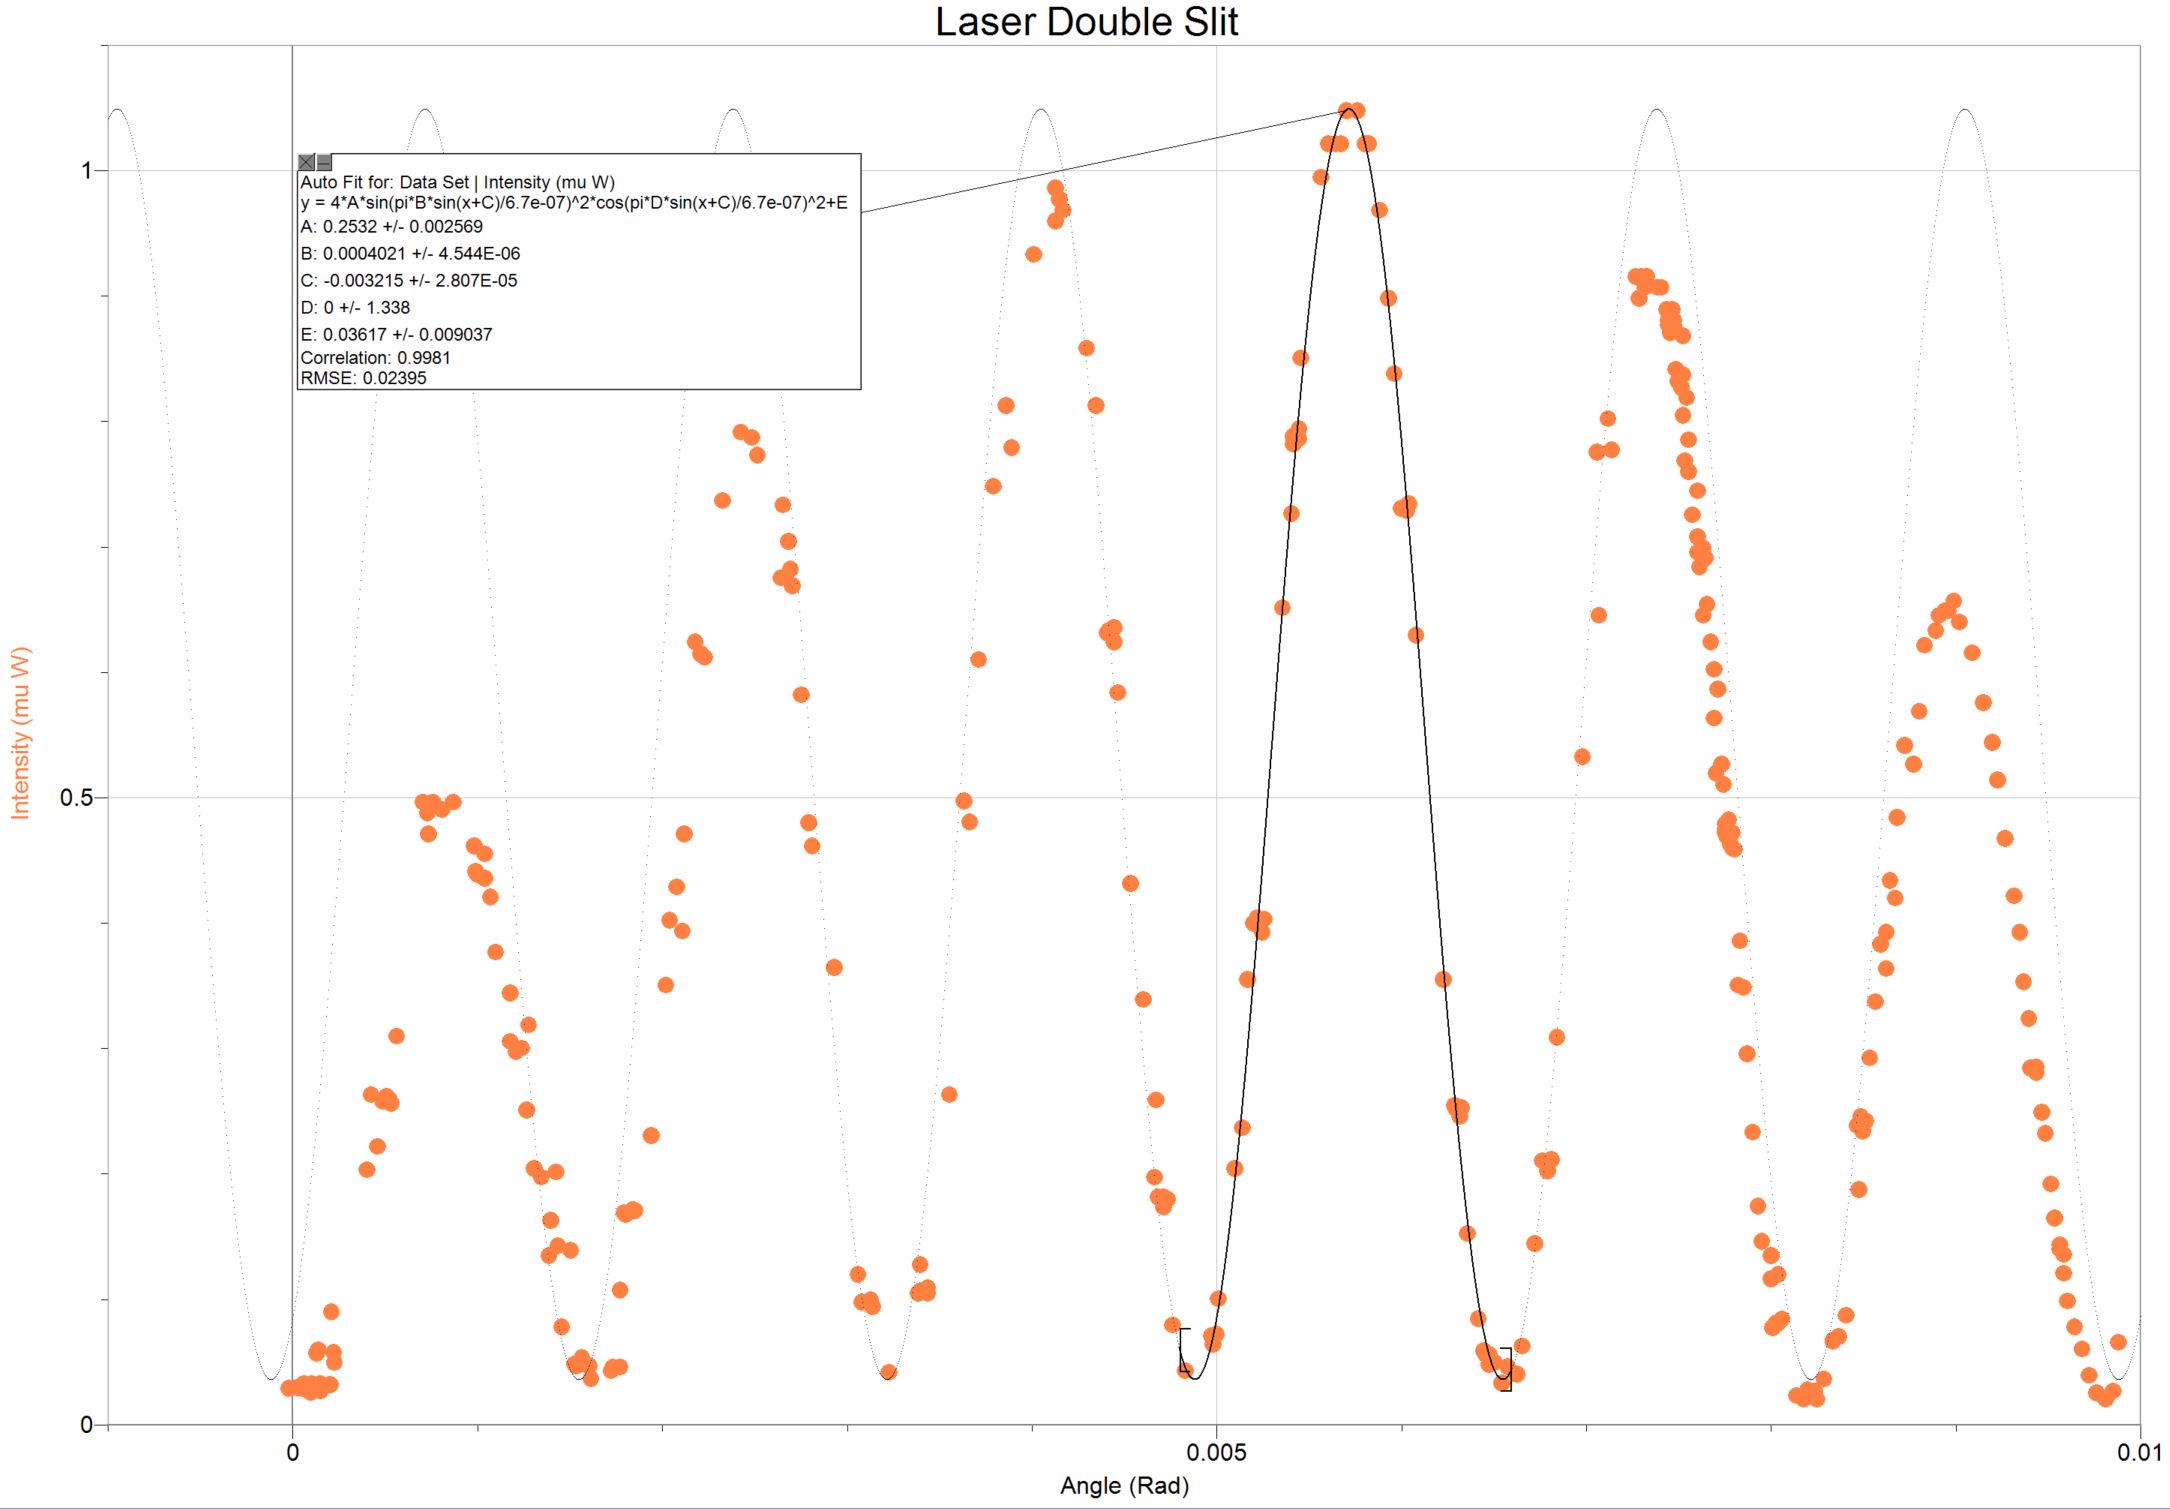 Laser Double Slit
Auto Fit for: Data Set | Intensity (mu W)
y = 4*A*sin(pi*B*sin(x+C)/6.7e-07)^2*cos(pi*D*sin(x+C)/6.7e-07)^2+E
A: 0.2532 +/- 0.002569
B: 0.0004021 +/- 4.544E-06
C: -0.003215 +/- 2.807E-05
D: 0 +/- 1.338
E: 0.03617 +/- 0.009037
Correlation: 0.9981
RMSE: 0.02395
Intensity (mu W)
1
0.5
0
0
0.005
0.01
Angle (Rad)